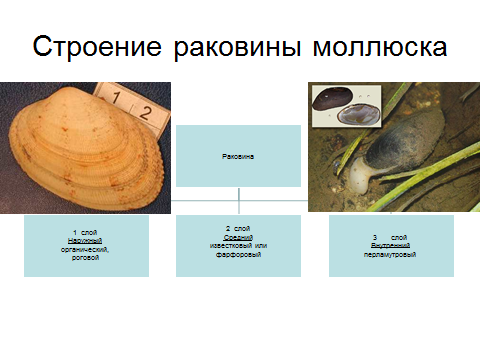 Строение раковины моллюска
1 2
Раковина
1 слой
Наружный
органический,
роговой
2 слой
Средний
известковый или
фарфоровый
3 слой
Внутренний
перламутровый